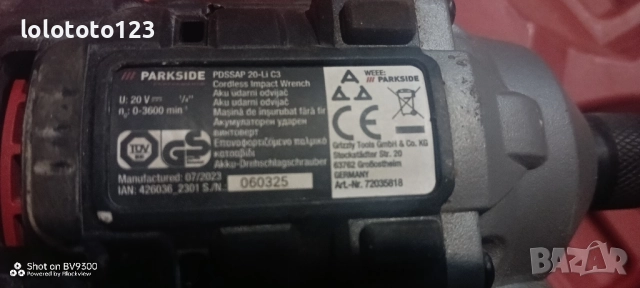 lolototo123
/// PARKSIDE
PDSSAP 20-Li C3
Cordless Impact Wrench
Aku udarni odvijač
Aku udarni odvijač
Mașină de înșurubat fără fir
Акумулаторен ударен
винтоверт
Επαναφορτιζόμενο παλμικό
κατσαβίδι
Akku-Drehschlagschrauber
U: 20 V
n₀: 0-3600 min⁻¹
TÜV
GS
Manufactured: 07/2023
IAN: 426036_2301 S./N.
060325
WEEE:
/// PARKSIDE
CE
Grizzly Tools GmbH & Co. KG
Stockstädter Str. 20
63762 Großostheim
GERMANY
Art.-Nr. 72035818
Shot on BV9300
Powered by Blackview
BAZAR